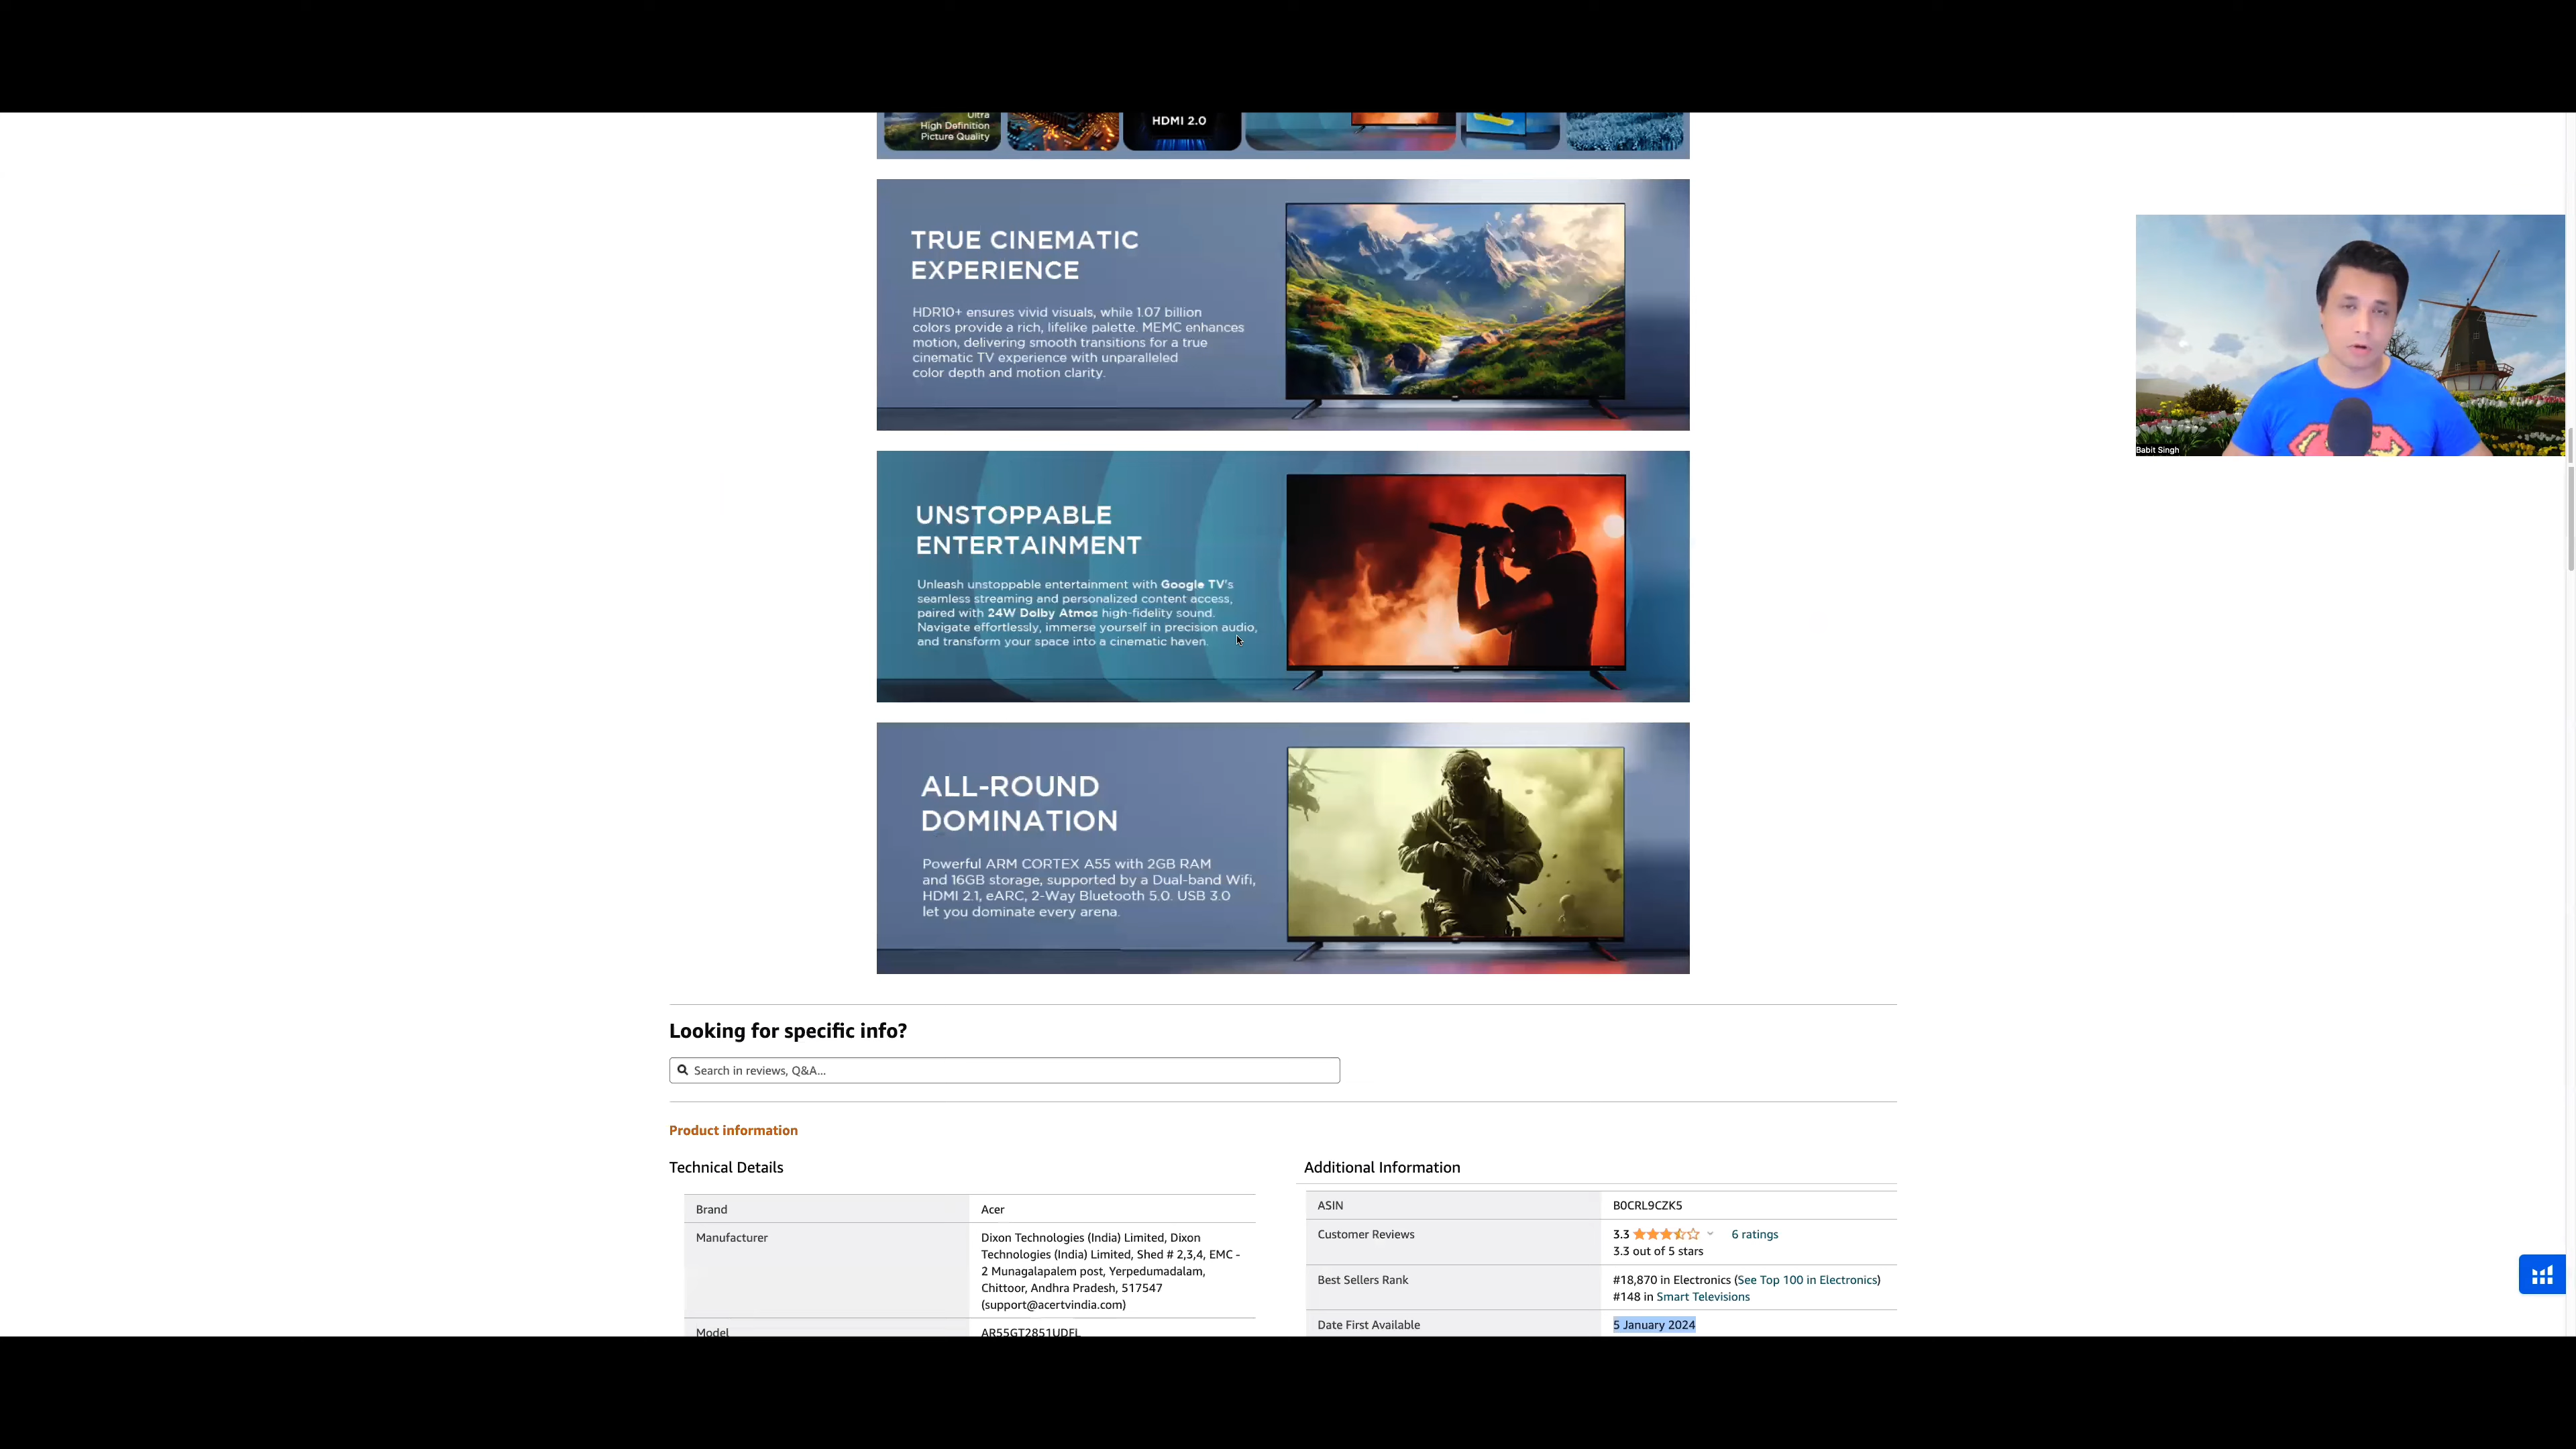 Ultra
High Definition
Picture Quality
HDMI 2.0
TRUE CINEMATIC
EXPERIENCE
HDR10+ ensures vivid visuals, while 1.07 billion
colors provide a rich, lifelike palette. MEMC enhances
motion, delivering smooth transitions for a true
cinematic TV experience with unparalleled
color depth and motion clarity.
Babit Singh
UNSTOPPABLE
ENTERTAINMENT
Unleash unstoppable entertainment with Google TV's
seamless streaming and personalized content access,
paired with 24W Dolby Atmos high-fidelity sound.
Navigate effortlessly, immerse yourself in precision audio,
and transform your space into a cinematic haven.
ALL-ROUND
DOMINATION
Powerful ARM CORTEX A55 with 2GB RAM
and 16GB storage, supported by a Dual-band Wifi,
HDMI 2.1, eARC, 2-Way Bluetooth 5.0. USB 3.0
let you dominate every arena.
Looking for specific info?
Search in reviews, Q&A...
Product information
Technical Details
Brand Acer
Manufacturer Dixon Technologies (India) Limited, Dixon
Technologies (India) Limited, Shed # 2,3,4, EMC -
2 Munagalapalem post, Yerpedumadalam,
Chittoor, Andhra Pradesh, 517547
(support@acertvindia.com)
Model AR55GT2851UDFL
Additional Information
ASIN B0CRL9CZK5
Customer Reviews 3.3 6 ratings
3.3 out of 5 stars
Best Sellers Rank #18,870 in Electronics (See Top 100 in Electronics)
#148 in Smart Televisions
Date First Available 5 January 2024